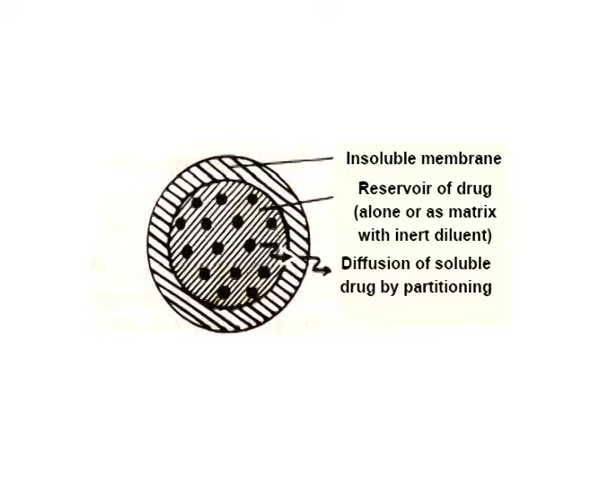 Insoluble membrane
Reservoir of drug
(alone or as matrix
with inert diluent)
Diffusion of soluble
drug by partitioning